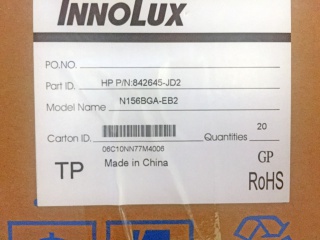 INNOLUX
PO.NO.
Part ID. HP P/N:842645-JD2
Model Name N156BGA-EB2
Carton ID. Quantities 20
06C10NN77M4006
TP Made in China GP
RoHS